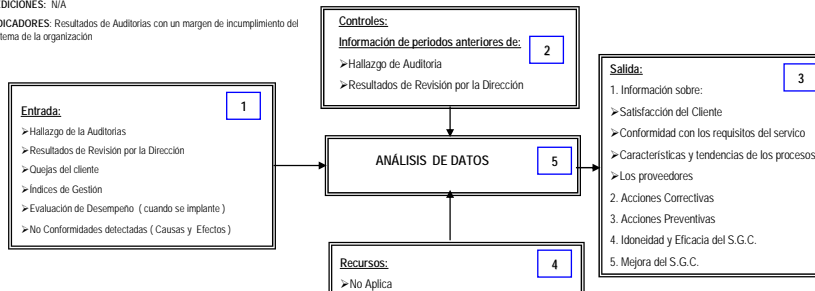 EDICIONES: N/A
DICADORES: Resultados de Auditorias con un margen de incumplimiento del
tema de la organización
Controles:
Información de periodos anteriores de:
2
➢Hallazgo de Auditoria
➢Resultados de Revisión por la Dirección
Entrada:
1
➢Hallazgo de la Auditorias
➢Resultados de Revisión por la Dirección
➢Quejas del cliente
➢Índices de Gestión
➢Evaluación de Desempeño ( cuando se implante )
➢No Conformidades detectadas ( Causas y Efectos )
ANÁLISIS DE DATOS
5
Salida:
3
1. Información sobre:
➢Satisfacción del Cliente
➢Conformidad con los requisitos del servico
➢Características y tendencias de los procesos
➢Los proveedores
2. Acciones Correctivas
3. Acciones Preventivas
4. Idoneidad y Eficacia del S.G.C.
5. Mejora del S.G.C.
Recursos:
4
➢No Aplica